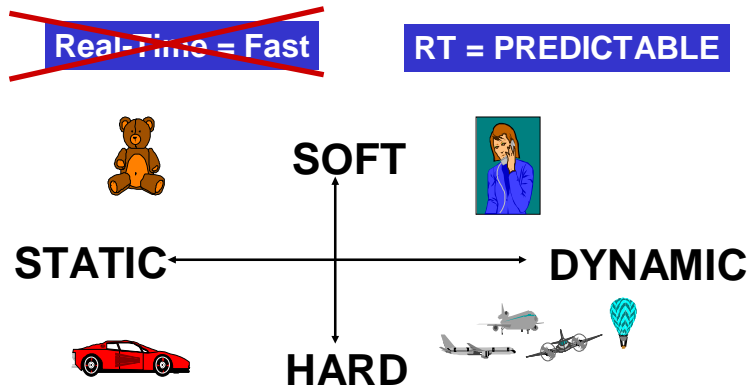 Real-Time = Fast
RT = PREDICTABLE
SOFT
STATIC
DYNAMIC
HARD